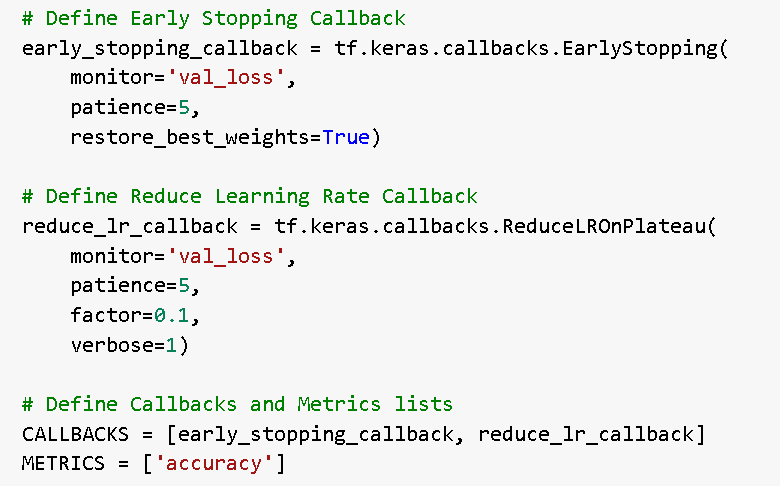 # Define Early Stopping Callback
early_stopping_callback = tf.keras.callbacks.EarlyStopping(
    monitor='val_loss',
    patience=5,
    restore_best_weights=True)

# Define Reduce Learning Rate Callback
reduce_lr_callback = tf.keras.callbacks.ReduceLROnPlateau(
    monitor='val_loss',
    patience=5,
    factor=0.1,
    verbose=1)

# Define Callbacks and Metrics lists
CALLBACKS = [early_stopping_callback, reduce_lr_callback]
METRICS = ['accuracy']